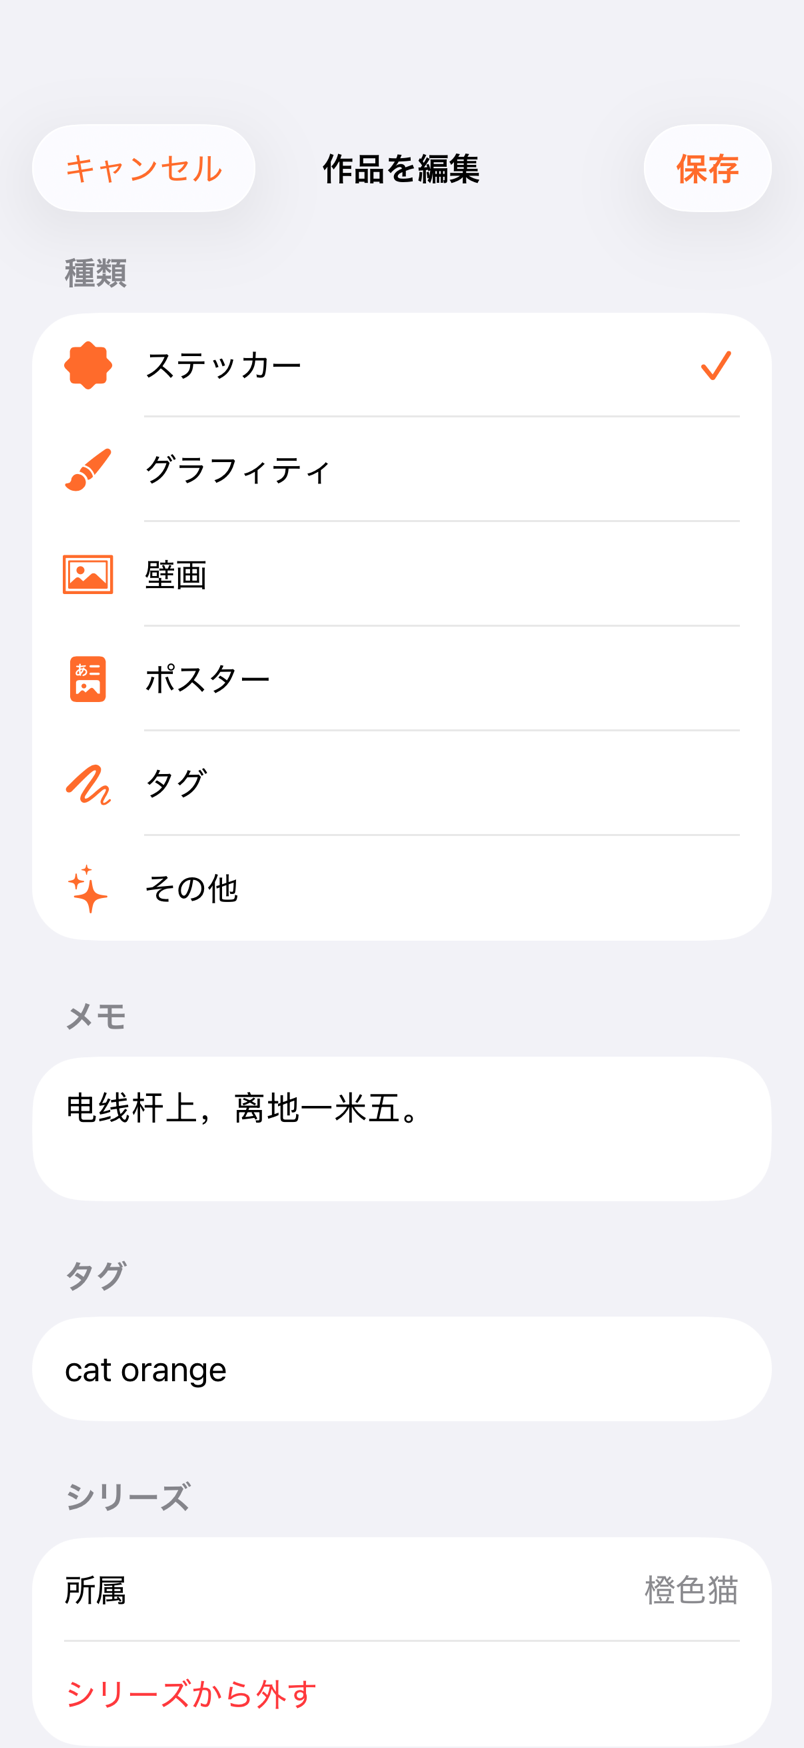 キャンセル
作品を編集
保存
種類
ステッカー
グラフィティ
壁画
あ
ポスター
タグ
その他
メモ
电线杆上，离地一米五。
タグ
cat orange
シリーズ
所属
橙色猫
シリーズから外す